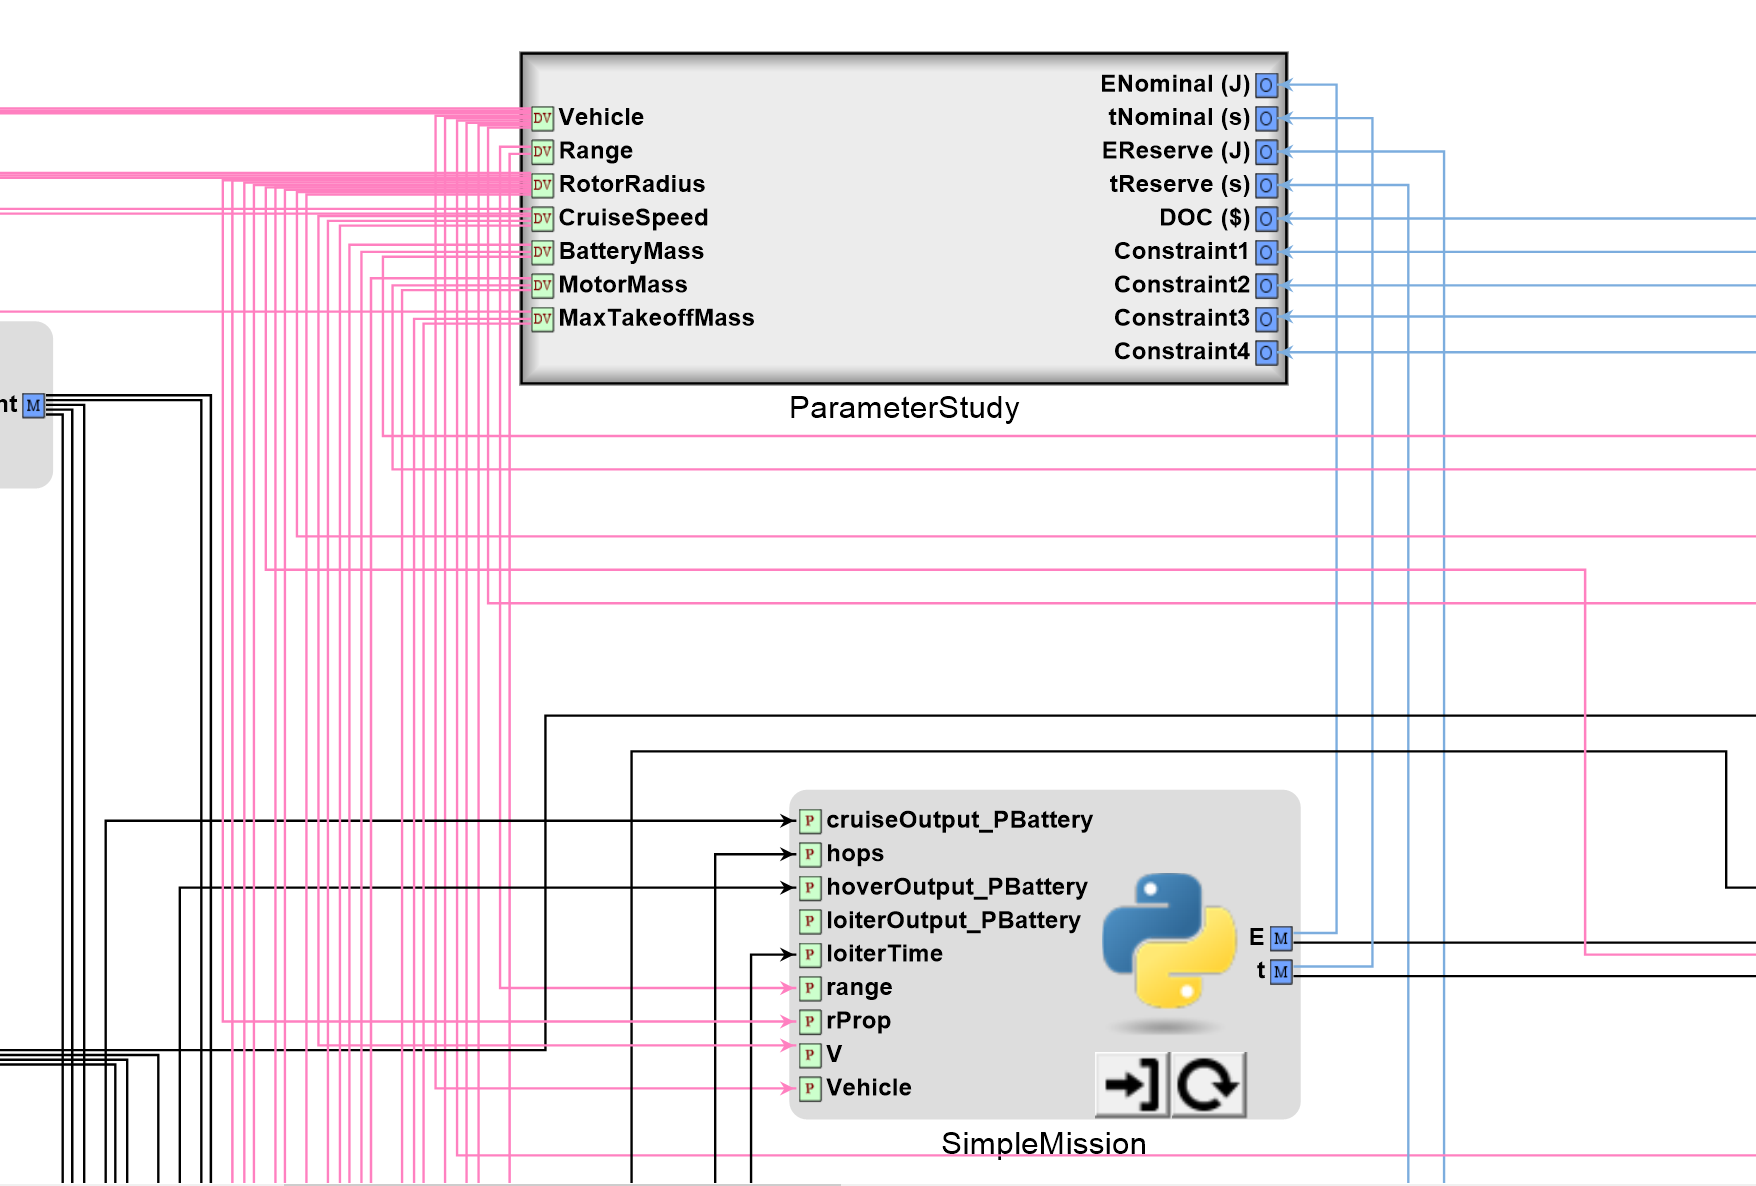 ENominal (J) O
DV Vehicle tNominal (s) O
DV Range EReserve (J) O
DV RotorRadius tReserve (s) O
DV CruiseSpeed DOC ($) O
DV BatteryMass Constraint1 O
DV MotorMass Constraint2 O
DV MaxTakeoffMass Constraint3 O
Constraint4 O
ParameterStudy
nt M
P cruiseOutput_PBattery
P hops
P hoverOutput_PBattery
P loiterOutput_PBattery
E M
P loiterTime
t M
P range
P rProp
P V
P Vehicle
SimpleMission